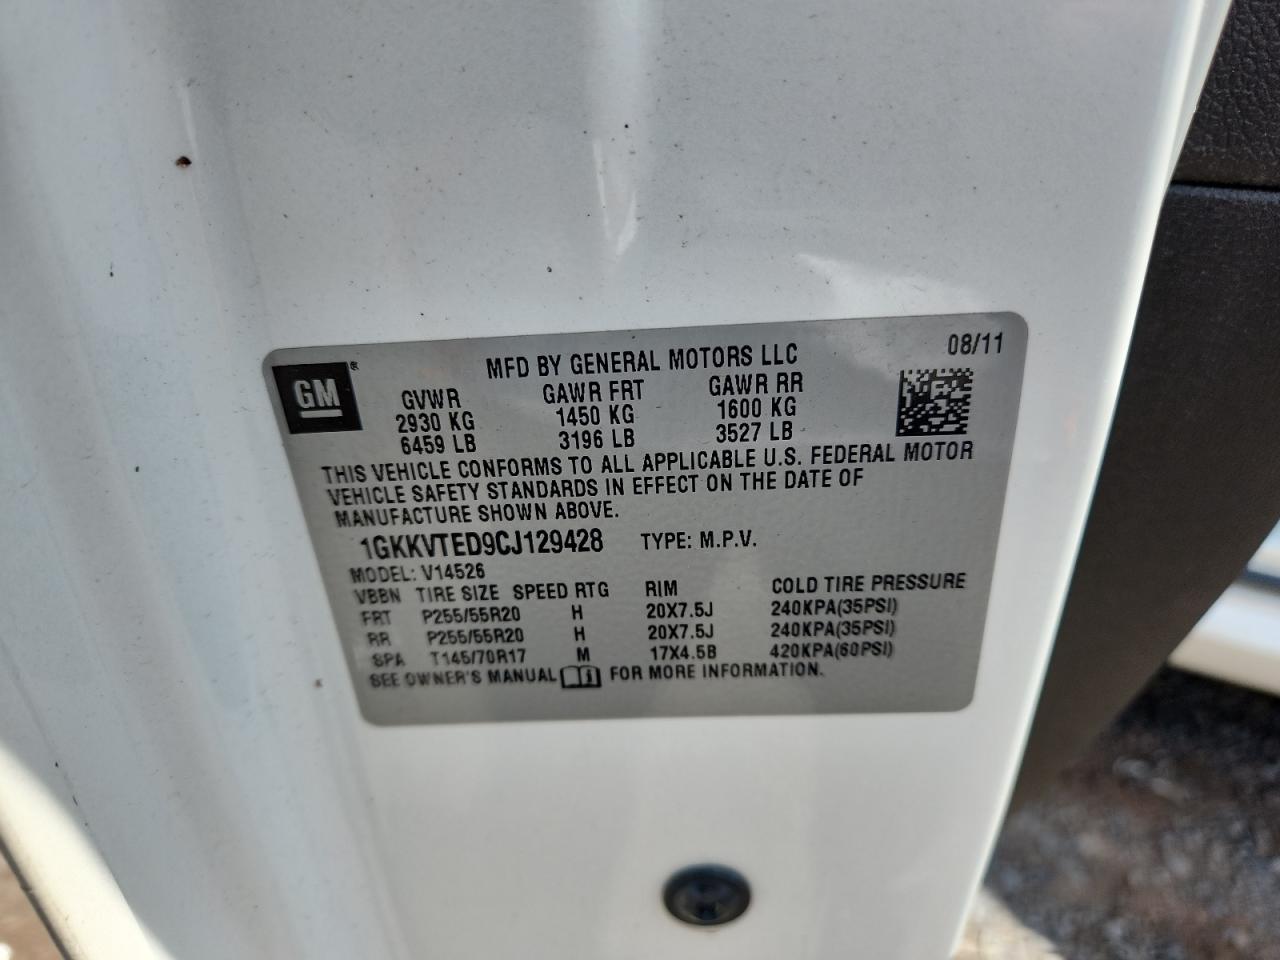 08/11
GM ®
MFD BY GENERAL MOTORS LLC
GVWR GAWR FRT GAWR RR
2930 KG 1450 KG 1600 KG
6459 LB 3196 LB 3527 LB
THIS VEHICLE CONFORMS TO ALL APPLICABLE U.S. FEDERAL MOTOR
VEHICLE SAFETY STANDARDS IN EFFECT ON THE DATE OF
MANUFACTURE SHOWN ABOVE.
1GKKVTED9CJ129428 TYPE: M.P.V.
MODEL: V14526
VBBN TIRE SIZE SPEED RTG RIM COLD TIRE PRESSURE
FRT P255/55R20 H 20X7.5J 240KPA(35PSI)
RR P255/55R20 H 20X7.5J 240KPA(35PSI)
SPA T145/70R17 M 17X4.5B 420KPA(60PSI)
SEE OWNER'S MANUAL FOR MORE INFORMATION.